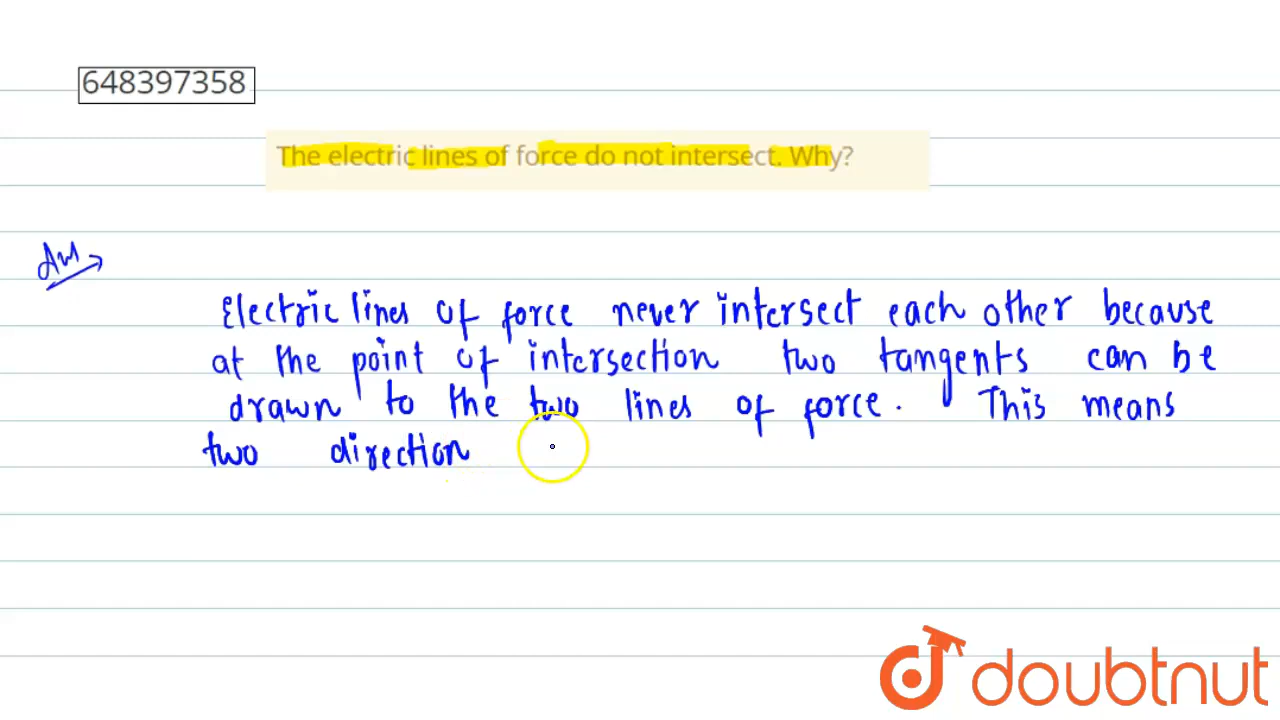 648397358
The electric lines of force do not intersect. Why?
Ans
Electric lines of force never intersect each other because
at the point of intersection two tangents can be
drawn to the two lines of force. This means
two direction
doubtnut